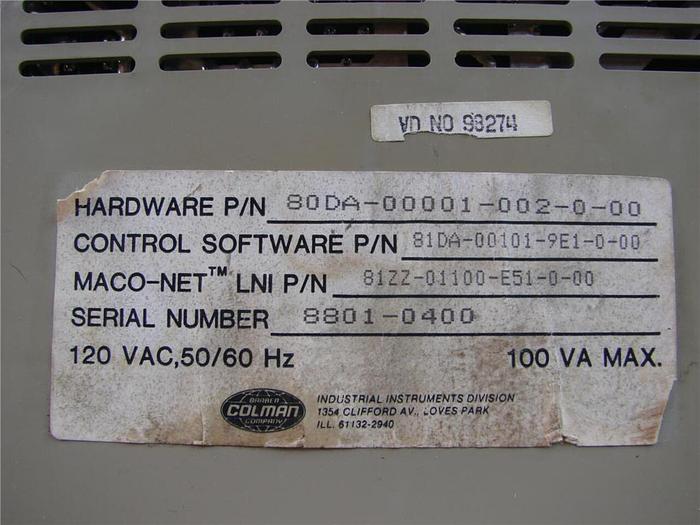 VD NO 98274
HARDWARE P/N 80DA-00001-002-0-00
CONTROL SOFTWARE P/N 81DA-00101-9E1-0-00
MACO-NET™ LNI P/N 81ZZ-01100-E51-0-00
SERIAL NUMBER 8801-0400
120 VAC,50/60 Hz 100 VA MAX.
BARBER
COLMAN
COMPANY
INDUSTRIAL INSTRUMENTS DIVISION
1354 CLIFFORD AV., LOVES PARK
ILL. 61132-2940